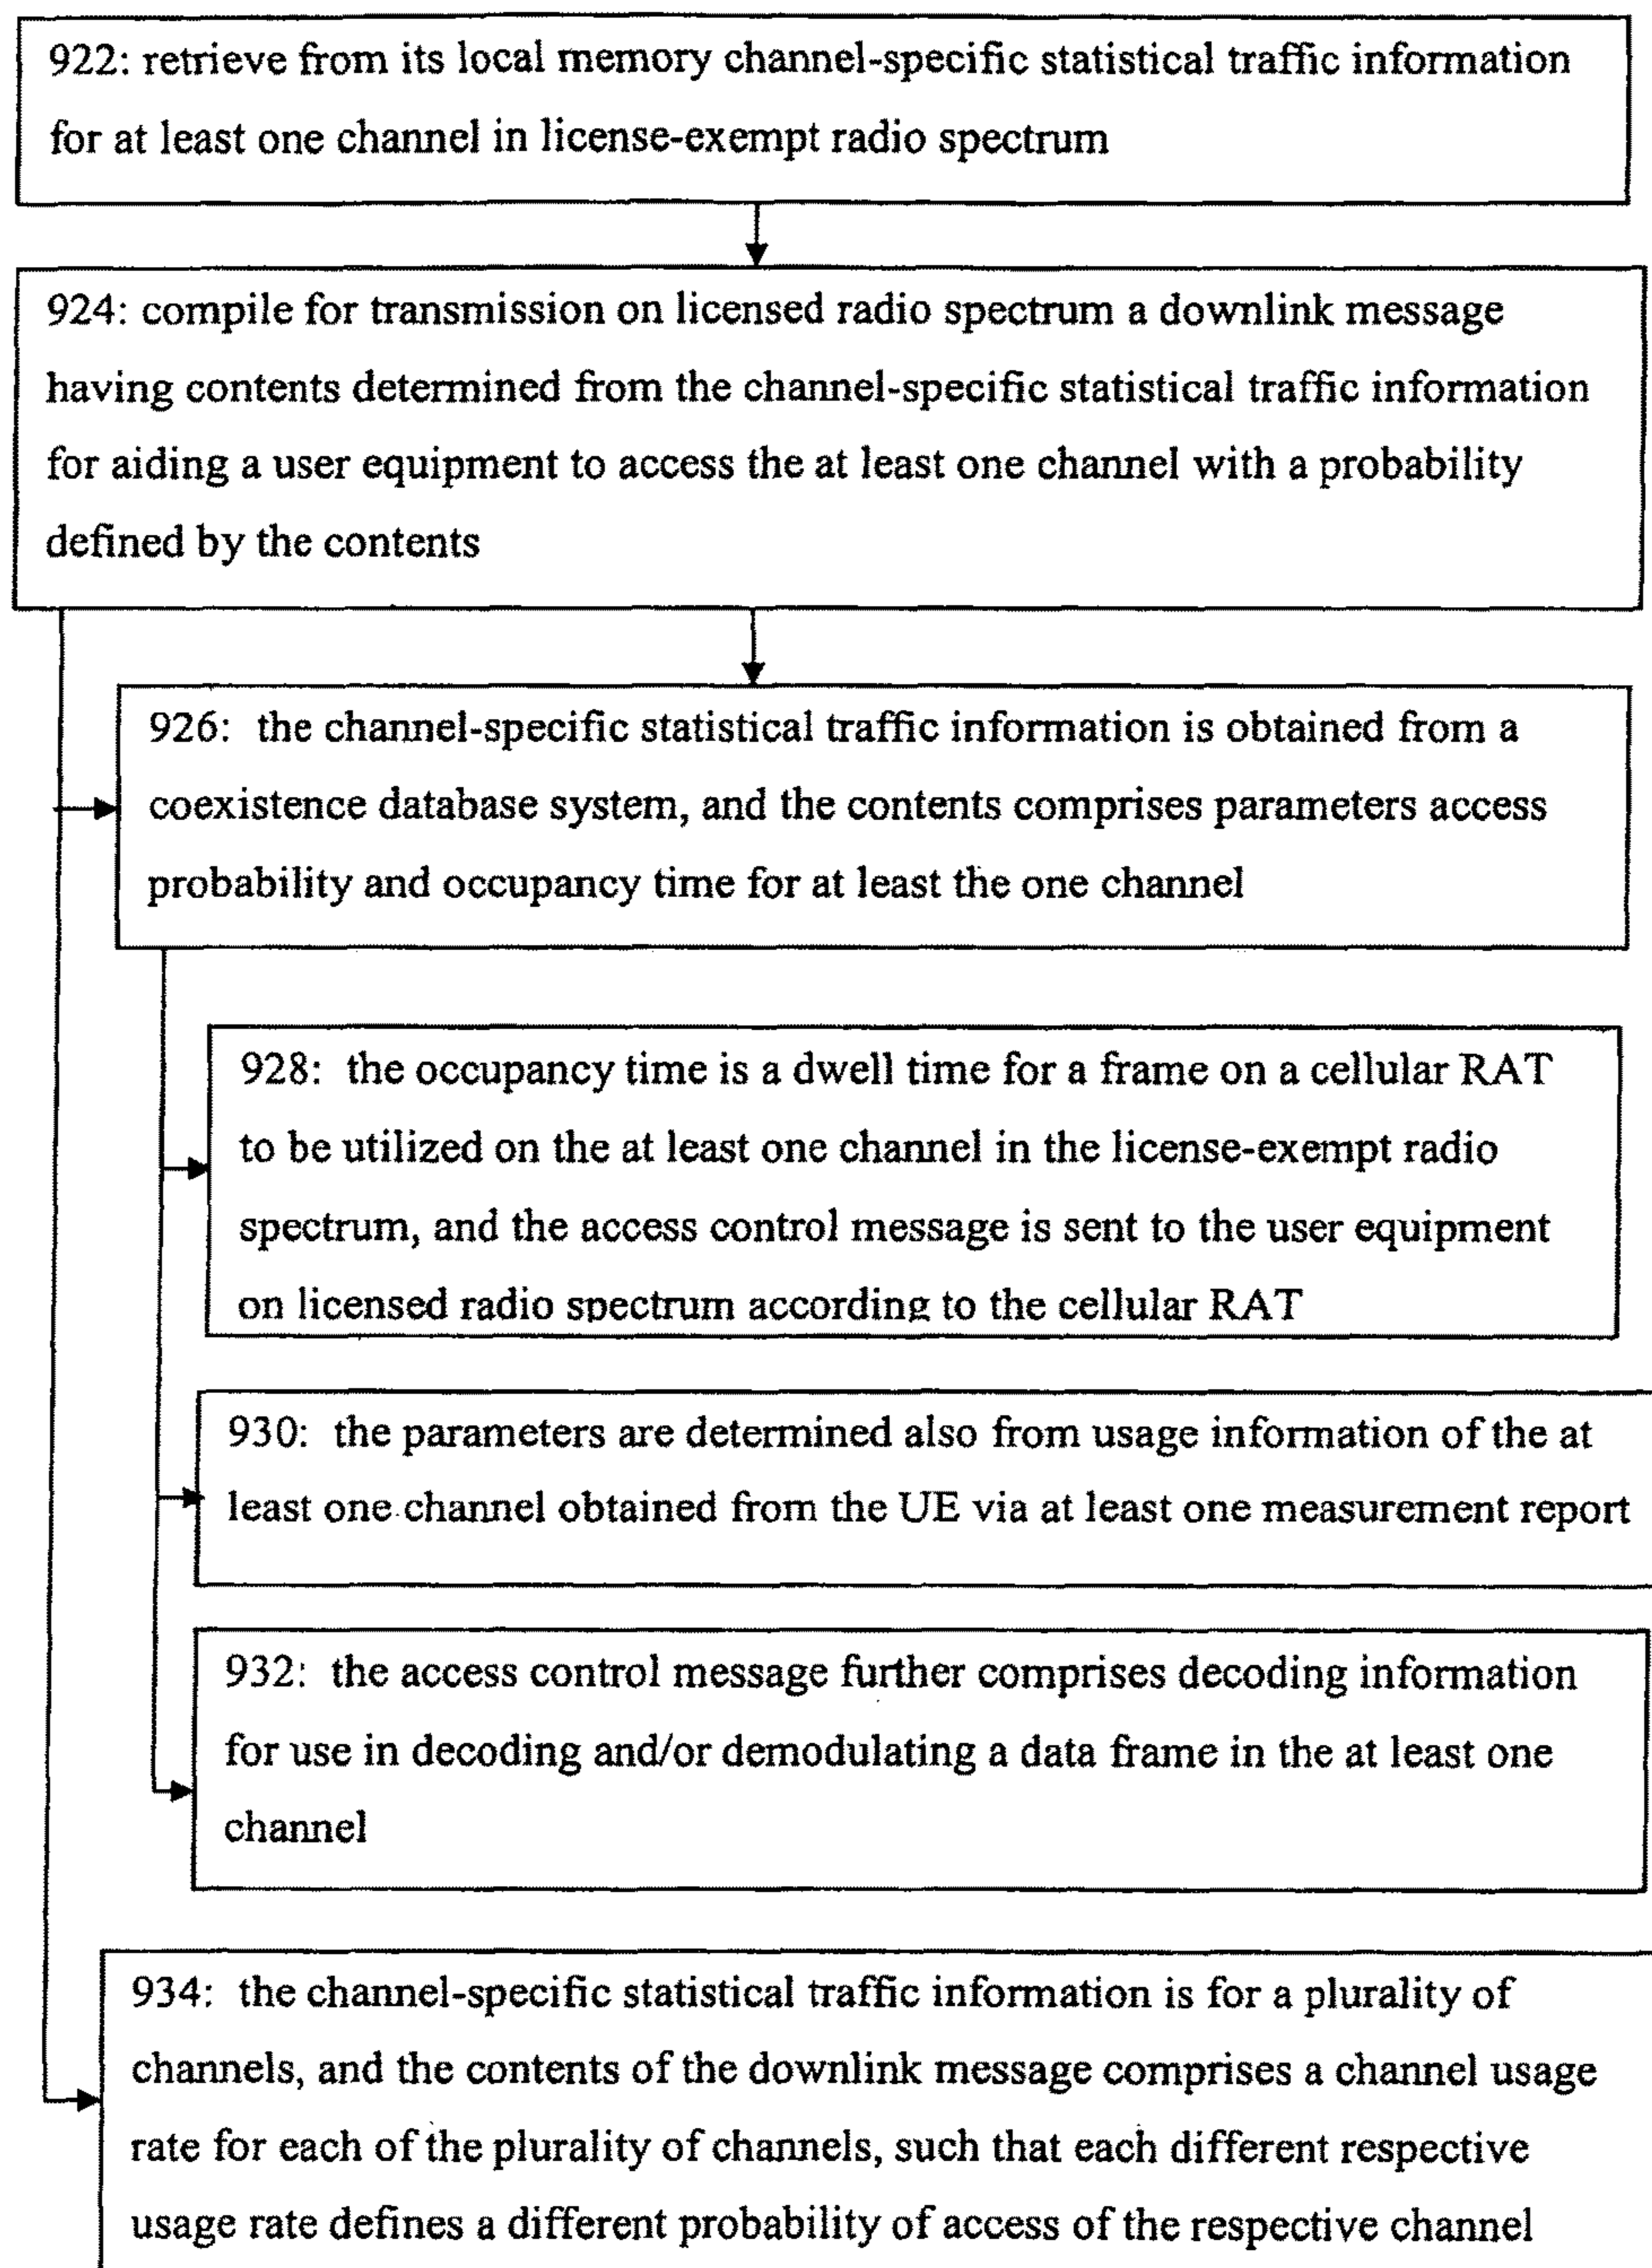 922: retrieve from its local memory channel-specific statistical traffic information
for at least one channel in license-exempt radio spectrum
924: compile for transmission on licensed radio spectrum a downlink message
having contents determined from the channel-specific statistical traffic information
for aiding a user equipment to access the at least one channel with a probability
defined by the contents
926: the channel-specific statistical traffic information is obtained from a
coexistence database system, and the contents comprises parameters access
probability and occupancy time for at least the one channel
928: the occupancy time is a dwell time for a frame on a cellular RAT
to be utilized on the at least one channel in the license-exempt radio
spectrum, and the access control message is sent to the user equipment
on licensed radio spectrum according to the cellular RAT
930: the parameters are determined also from usage information of the at
least one channel obtained from the UE via at least one measurement report
932: the access control message further comprises decoding information
for use in decoding and/or demodulating a data frame in the at least one
channel
934: the channel-specific statistical traffic information is for a plurality of
channels, and the contents of the downlink message comprises a channel usage
rate for each of the plurality of channels, such that each different respective
usage rate defines a different probability of access of the respective channel